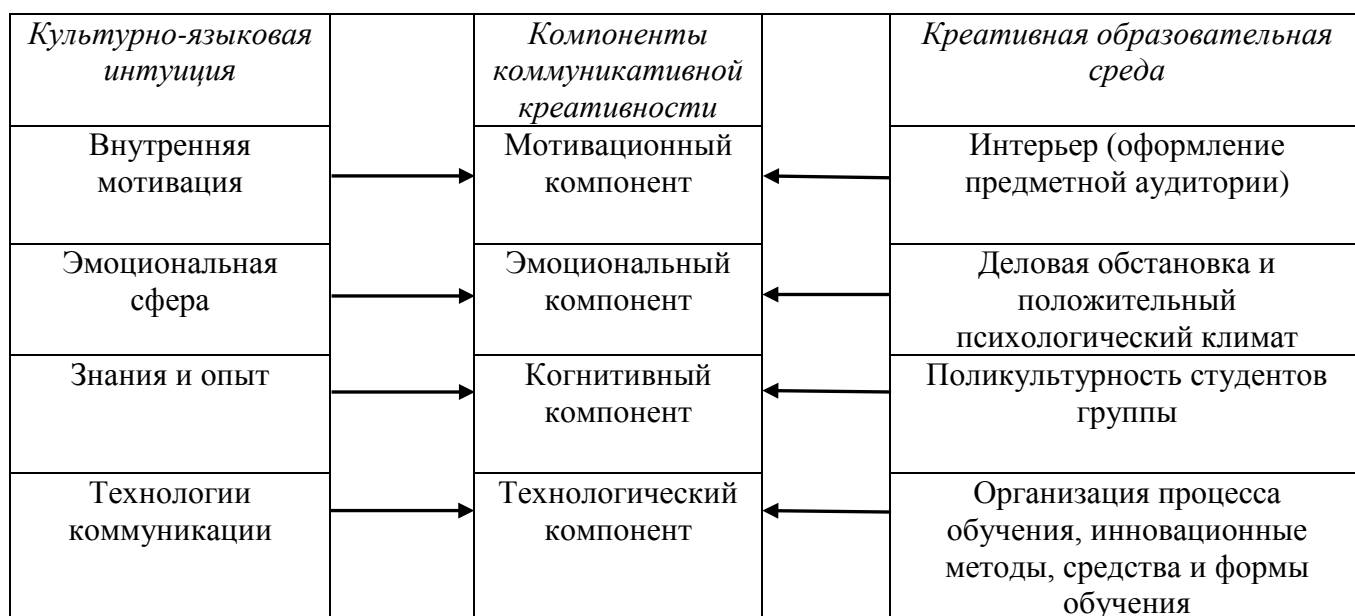 Культурно-языковая
интуиция
Компоненты
коммуникативной
креативности
Креативная образовательная
среда
Внутренняя
мотивация
Мотивационный
компонент
Интерьер (оформление
предметной аудитории)
Эмоциональная
сфера
Эмоциональный
компонент
Деловая обстановка и
положительный
психологический климат
Знания и опыт
Когнитивный
компонент
Поликультурность студентов
группы
Технологии
коммуникации
Технологический
компонент
Организация процесса
обучения, инновационные
методы, средства и формы
обучения